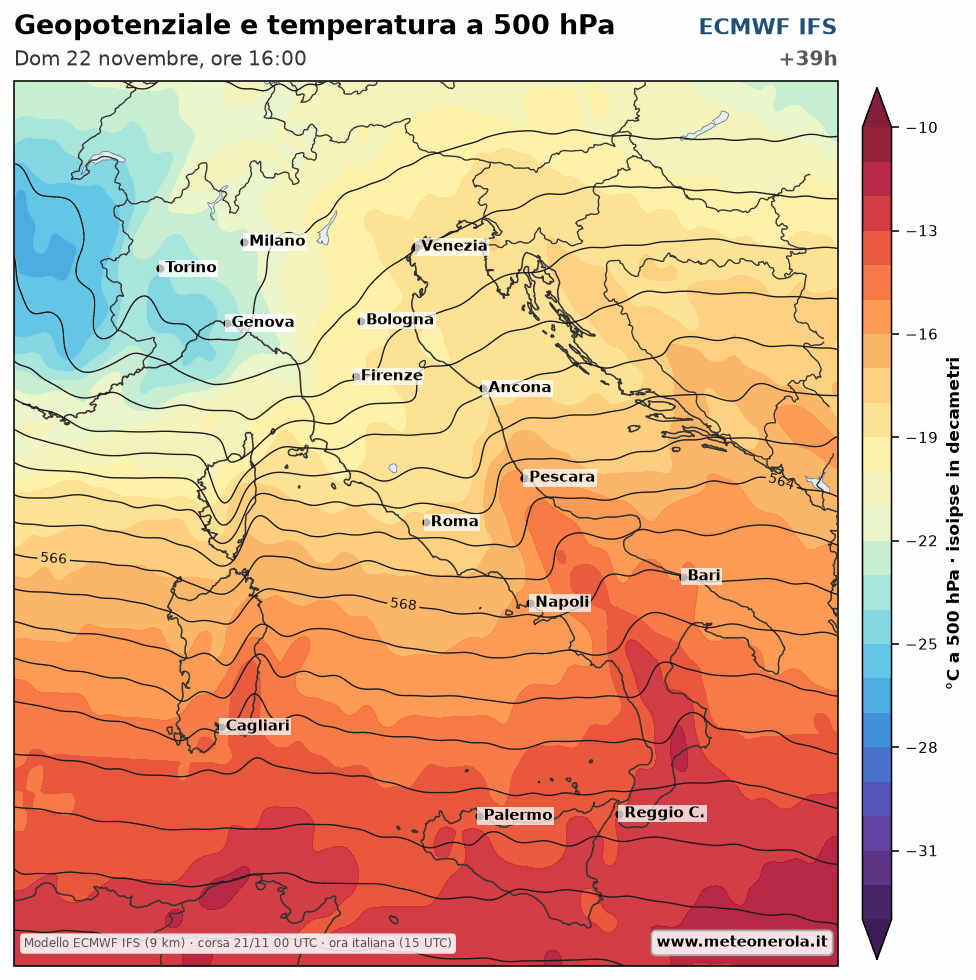 Geopotenziale e temperatura a 500 hPa
ECMWF IFS
Dom 22 novembre, ore 16:00
+39h
Milano
Venezia
Torino
Genova
Bologna
Firenze
Ancona
Pescara
564
Roma
566
Bari
Napoli
568
Cagliari
Palermo
Reggio C.
Modello ECMWF IFS (9 km) · corsa 21/11 00 UTC · ora italiana (15 UTC)
www.meteonerola.it
−10
−13
−16
−19
−22
−25
−28
−31
°C a 500 hPa · isoipse in decametri